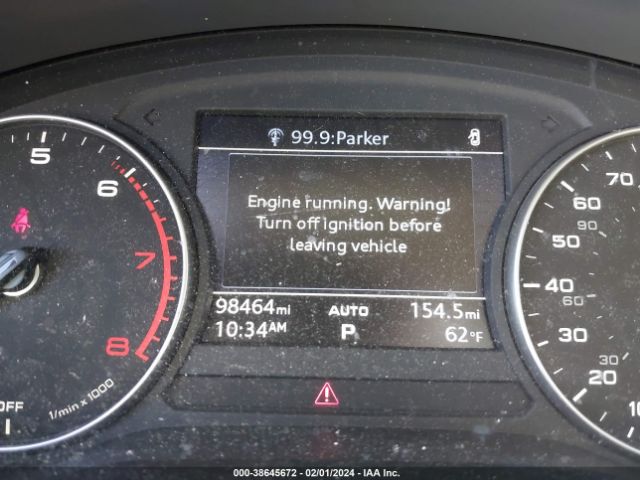 99.9:Parker
Engine running. Warning!
Turn off ignition before
leaving vehicle
98464mi AUTO 154.5mi
10:34AM P 62°F
5
6
7
8
1/min x 1000
OFF
70
60
90
50
40
60
30
30
20
10
000-38645672 / 02/01/2024 / IAA Inc.